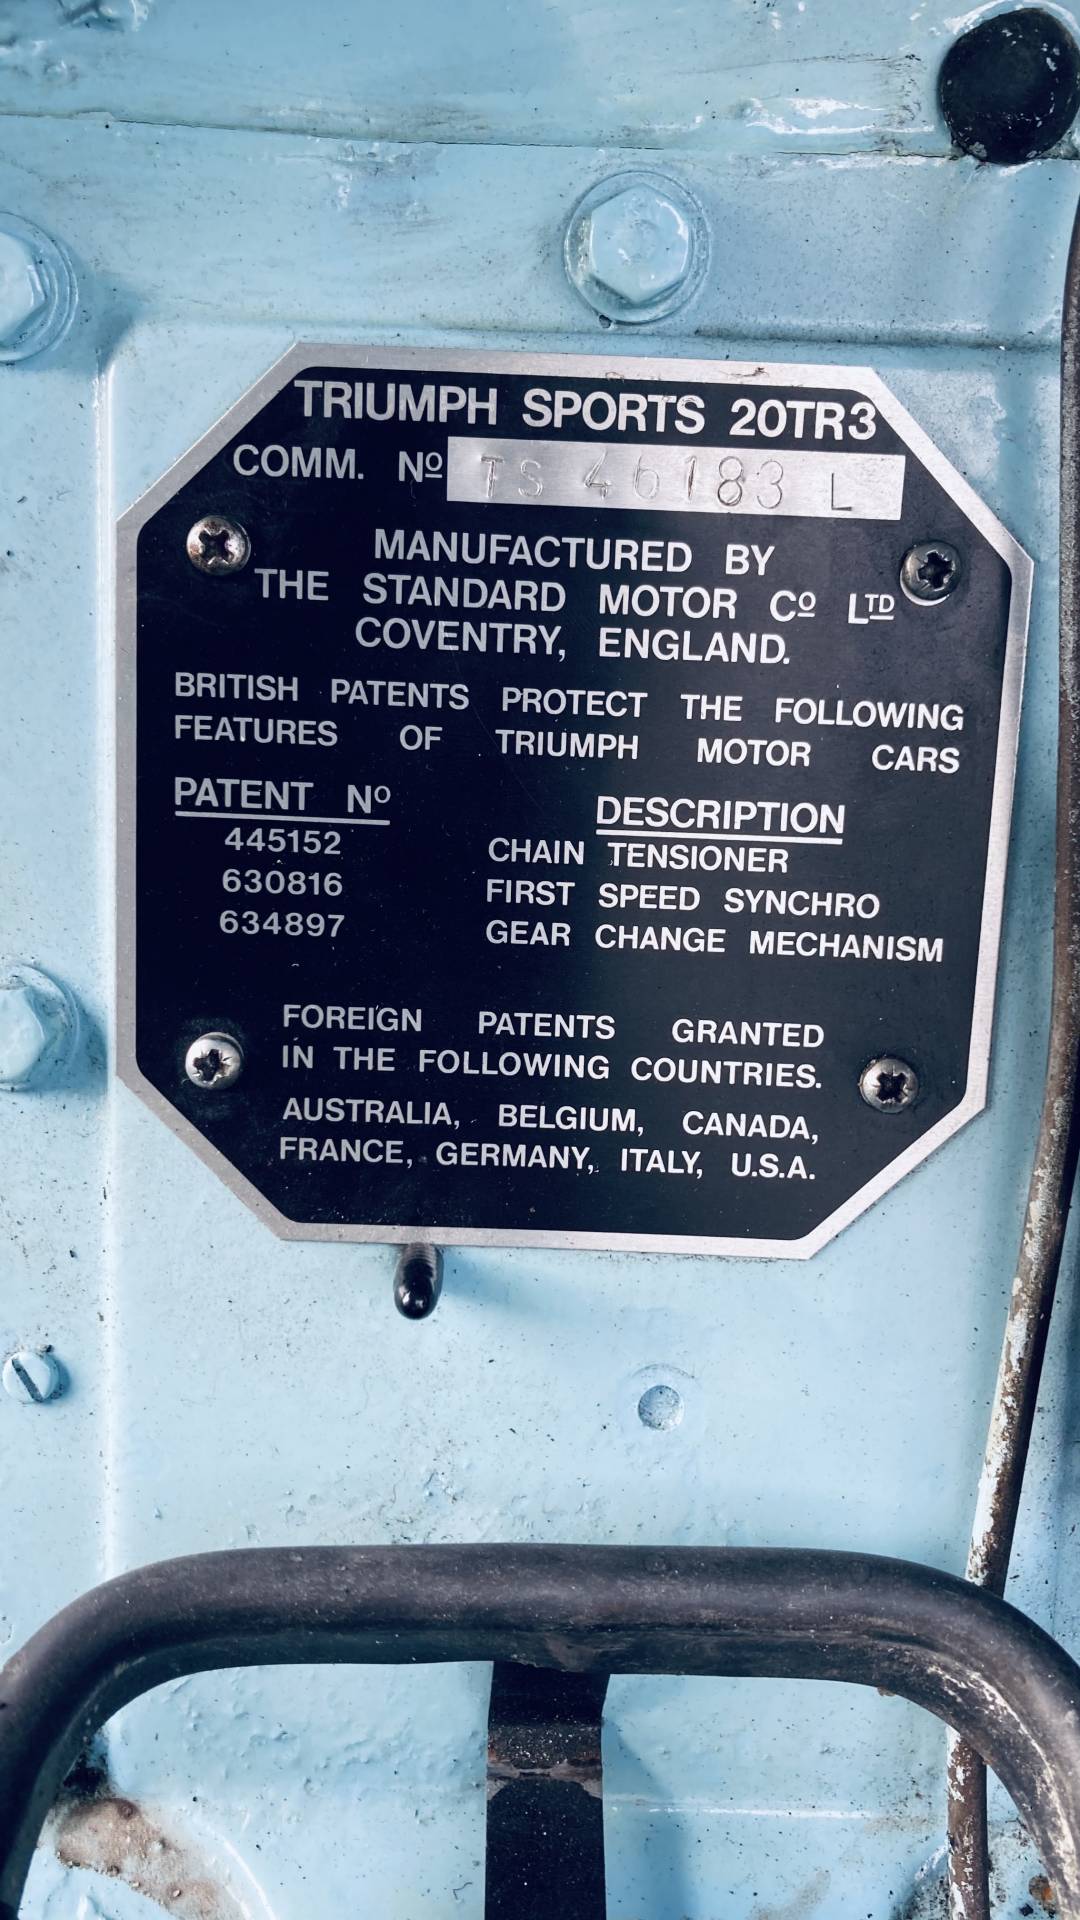 TRIUMPH SPORTS 20TR3
COMM. Nº TS 46183 L
MANUFACTURED BY
THE STANDARD MOTOR Cº LTD
COVENTRY, ENGLAND.
BRITISH PATENTS PROTECT THE FOLLOWING
FEATURES OF TRIUMPH MOTOR CARS
PATENT Nº DESCRIPTION
445152 CHAIN TENSIONER
630816 FIRST SPEED SYNCHRO
634897 GEAR CHANGE MECHANISM
FOREIGN PATENTS GRANTED
IN THE FOLLOWING COUNTRIES.
AUSTRALIA, BELGIUM, CANADA,
FRANCE, GERMANY, ITALY, U.S.A.